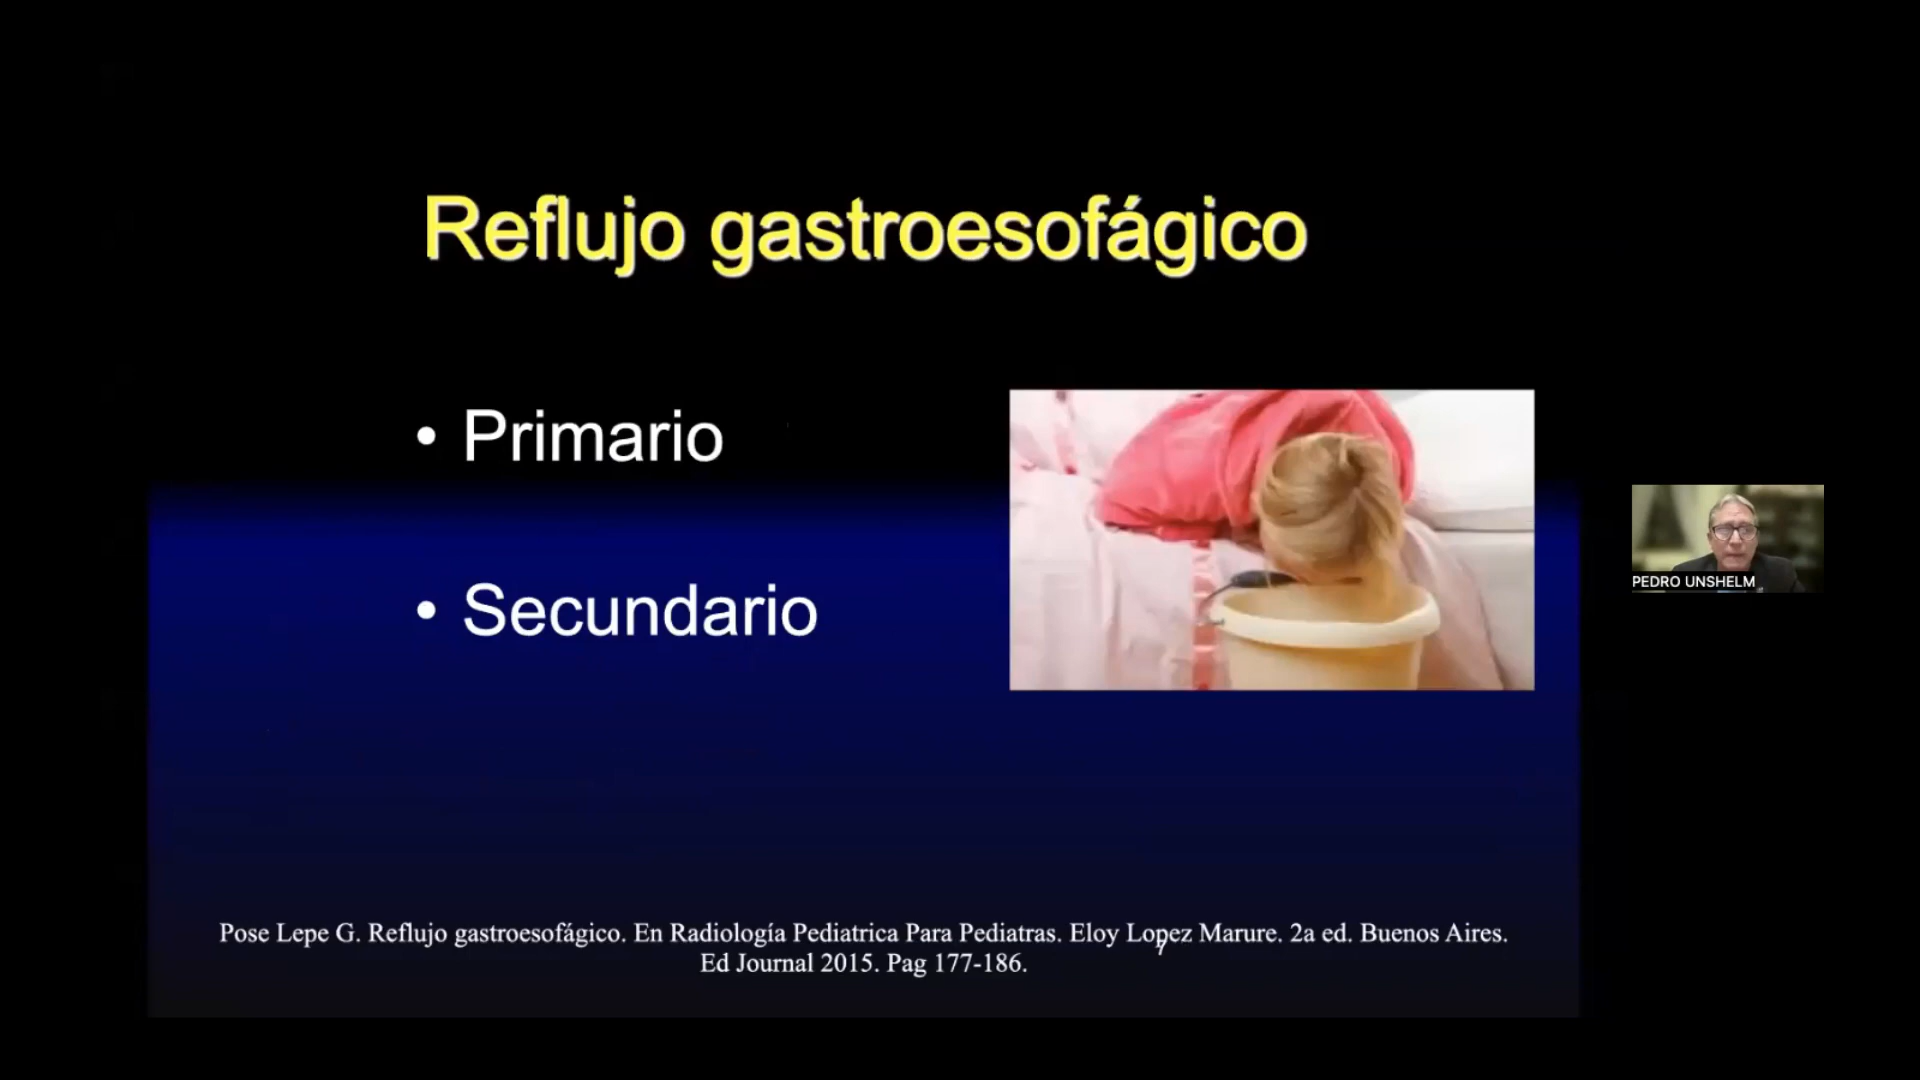 Reflujo gastroesofágico
• Primario
• Secundario
PEDRO UNSHELM
Pose Lepe G. Reflujo gastroesofágico. En Radiología Pediatrica Para Pediatras. Eloy Lopez Marure. 2a ed. Buenos Aires.
7
Ed Journal 2015. Pag 177-186.